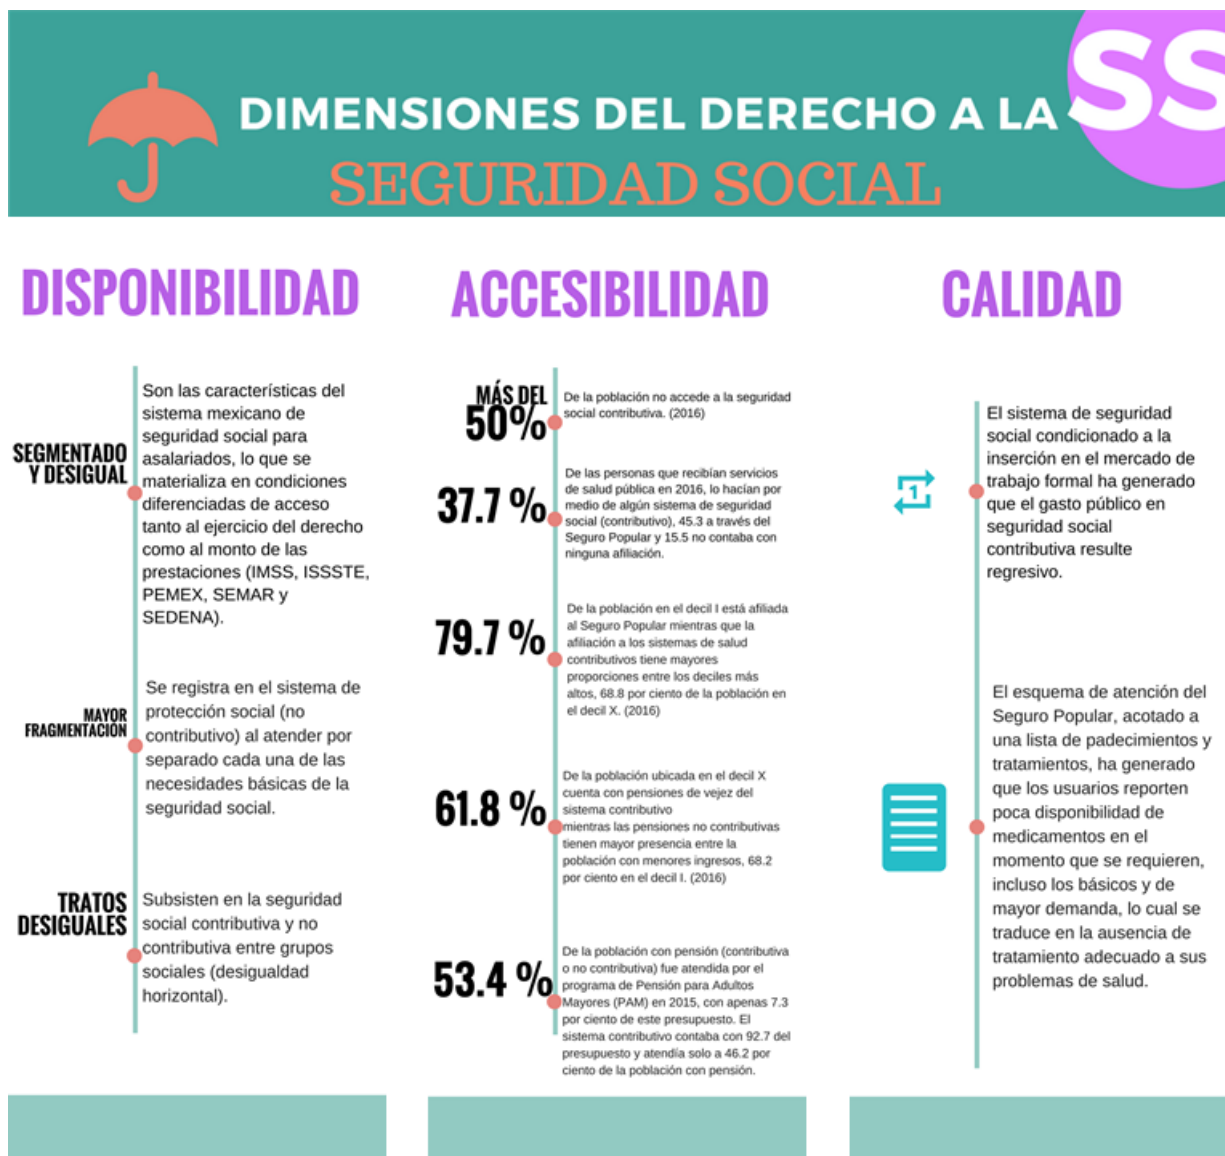 SS
DIMENSIONES DEL DERECHO A LA
SEGURIDAD SOCIAL
DISPONIBILIDAD
SEGMENTADO
Y DESIGUAL
Son las características del
sistema mexicano de
seguridad social para
asalariados, lo que se
materializa en condiciones
diferenciadas de acceso
tanto al ejercicio del derecho
como al monto de las
prestaciones (IMSS, ISSSTE,
PEMEX, SEMAR y
SEDENA).
MAYOR
FRAGMENTACIÓN
Se registra en el sistema de
protección social (no
contributivo) al atender por
separado cada una de las
necesidades básicas de la
seguridad social.
TRATOS
DESIGUALES
Subsisten en la seguridad
social contributiva y no
contributiva entre grupos
sociales (desigualdad
horizontal).
ACCESIBILIDAD
MÁS DEL
50%
De la población no accede a la seguridad
social contributiva. (2016)
37.7 %
De las personas que recibían servicios
de salud pública en 2016, lo hacían por
medio de algún sistema de seguridad
social (contributivo), 45.3 a través del
Seguro Popular y 15.5 no contaba con
ninguna afiliación.
79.7 %
De la población en el decil I está afiliada
al Seguro Popular mientras que la
afiliación a los sistemas de salud
contributivos tiene mayores
proporciones entre los deciles más
altos, 68.8 por ciento de la población en
el decil X. (2016)
61.8 %
De la población ubicada en el decil X
cuenta con pensiones de vejez del
sistema contributivo
mientras las pensiones no contributivas
tienen mayor presencia entre la
población con menores ingresos, 68.2
por ciento en el decil I. (2016)
53.4 %
De la población con pensión (contributiva
o no contributiva) fue atendida por el
programa de Pensión para Adultos
Mayores (PAM) en 2015, con apenas 7.3
por ciento de este presupuesto. El
sistema contributivo contaba con 92.7 del
presupuesto y atendía solo a 46.2 por
ciento de la población con pensión.
CALIDAD
1
El sistema de seguridad
social condicionado a la
inserción en el mercado de
trabajo formal ha generado
que el gasto público en
seguridad social
contributiva resulte
regresivo.
El esquema de atención del
Seguro Popular, acotado a
una lista de padecimientos y
tratamientos, ha generado
que los usuarios reporten
poca disponibilidad de
medicamentos en el
momento que se requieren,
incluso los básicos y de
mayor demanda, lo cual se
traduce en la ausencia de
tratamiento adecuado a sus
problemas de salud.